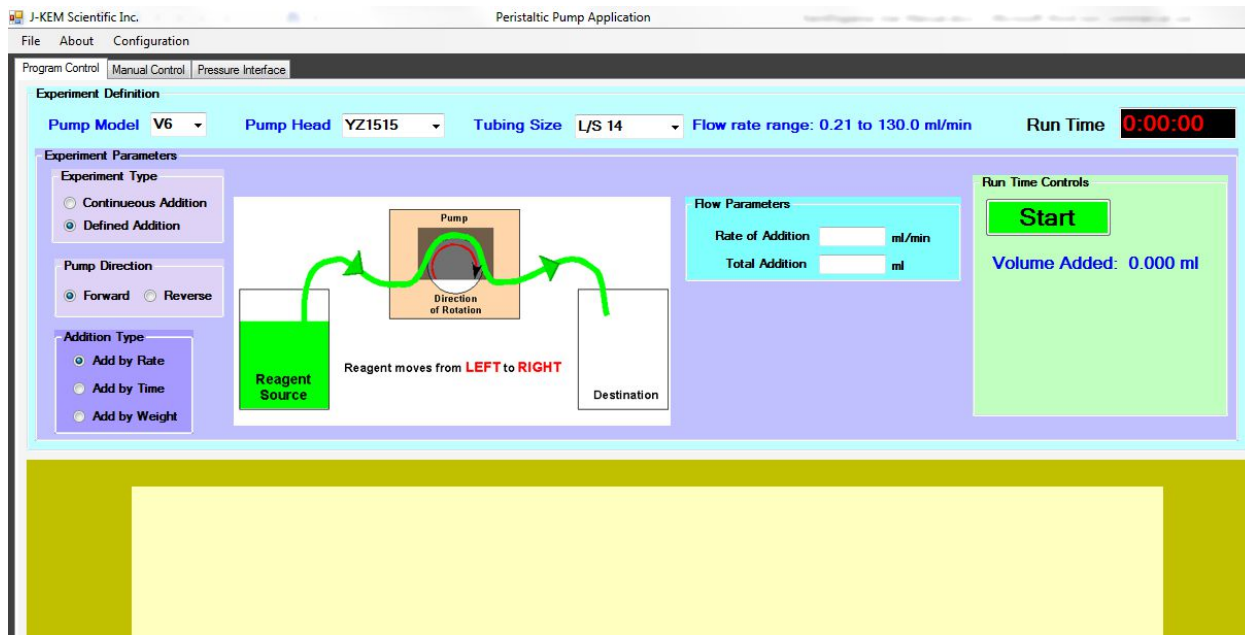 J-KEM Scientific Inc.
Peristaltic Pump Application
File About Configuration
Program Control Manual Control Pressure Interface
Experiment Definition
Pump Model V6 Pump Head YZ1515 Tubing Size L/S 14 Flow rate range: 0.21 to 130.0 ml/min Run Time 0:00:00
Experiment Parameters
Experiment Type
Continueous Addition
Defined Addition
Pump Direction
Forward Reverse
Addition Type
Add by Rate
Add by Time
Add by Weight
Pump
Direction
of Rotation
Reagent
Source
Reagent moves from LEFT to RIGHT
Destination
Flow Parameters
Rate of Addition ml/min
Total Addition ml
Run Time Controls
Start
Volume Added: 0.000 ml